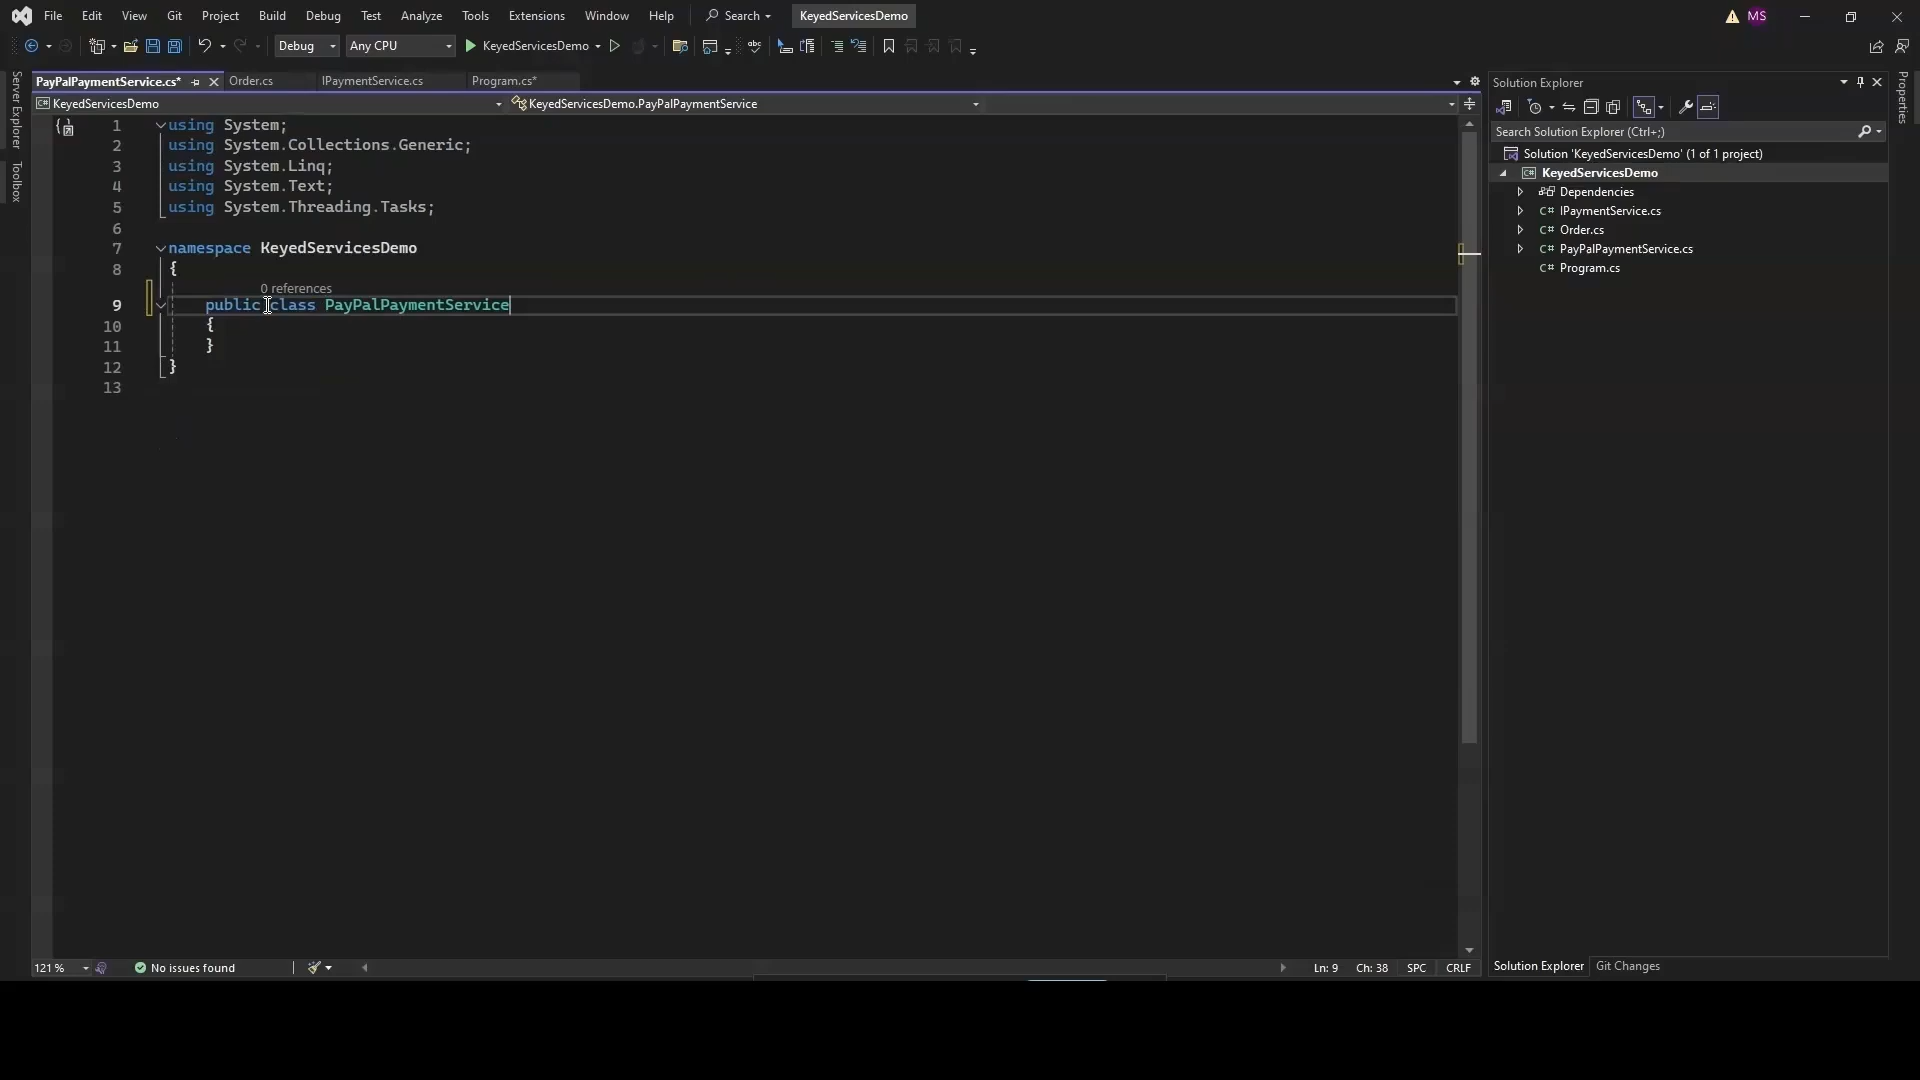 File Edit View Git Project Build Debug Test Analyze Tools Extensions Window Help Search KeyedServicesDemo MS
Debug Any CPU KeyedServicesDemo
Server Explorer
Toolbox
PayPalPaymentService.cs* Order.cs IPaymentService.cs Program.cs*
KeyedServicesDemo KeyedServicesDemo.PayPalPaymentService
1 using System;
2 using System.Collections.Generic;
3 using System.Linq;
4 using System.Text;
5 using System.Threading.Tasks;
6
7 namespace KeyedServicesDemo
8 {
0 references
9 public class PayPalPaymentService
10 {
11 }
12 }
13
121 % No issues found Ln: 9 Ch: 38 SPC CRLF
Solution Explorer
Search Solution Explorer (Ctrl+;)
Solution 'KeyedServicesDemo' (1 of 1 project)
KeyedServicesDemo
Dependencies
C# IPaymentService.cs
C# Order.cs
C# PayPalPaymentService.cs
C# Program.cs
Solution Explorer Git Changes
Properties